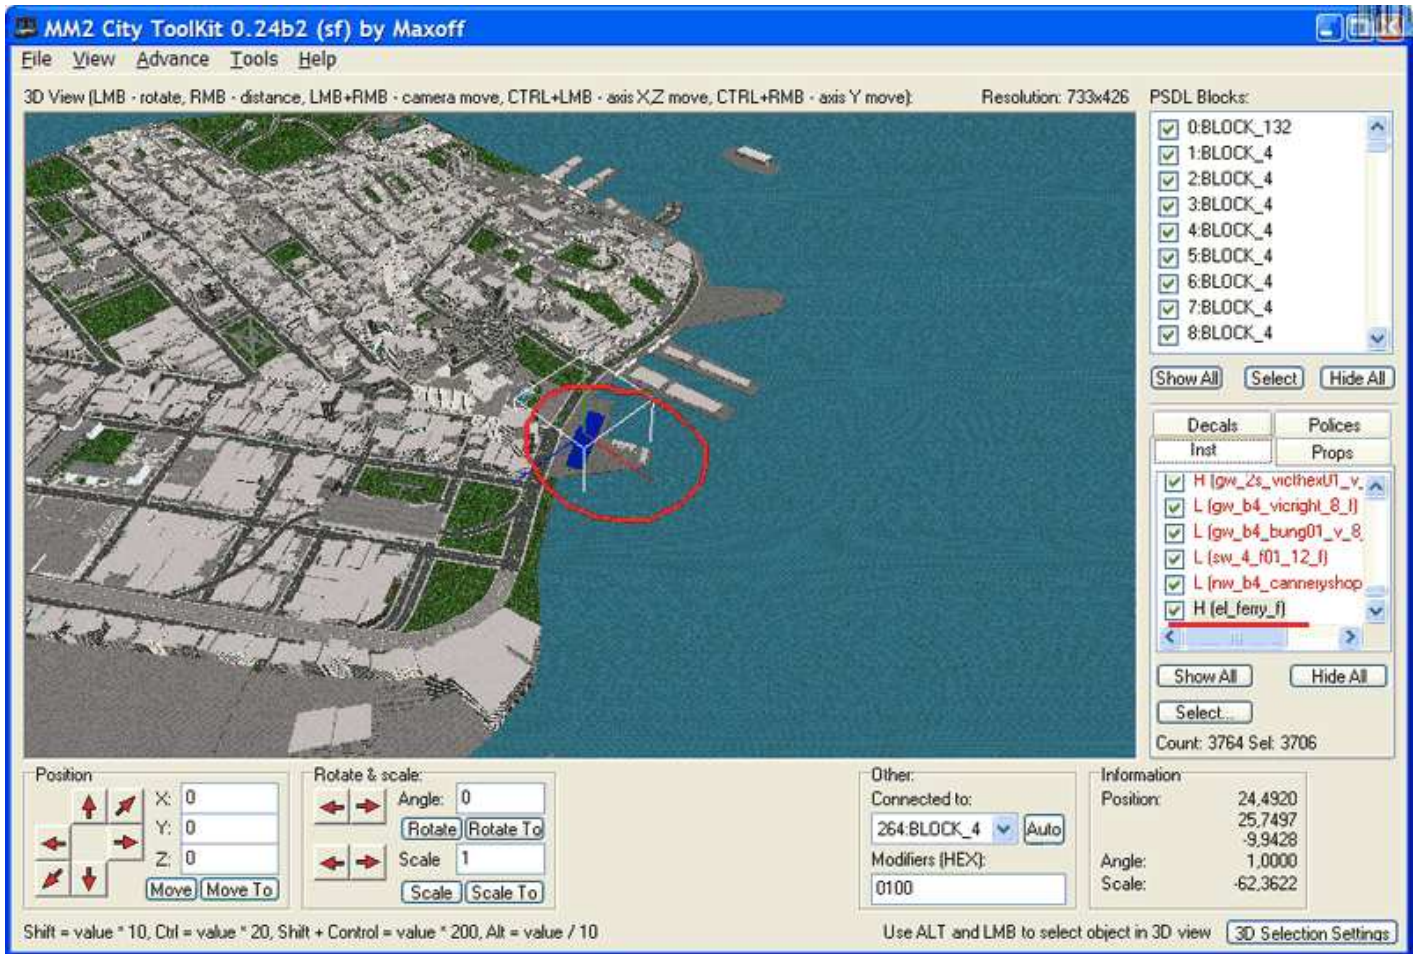 MM2 City ToolKit 0.24b2 (sf) by Maxoff
File View Advance Tools Help
3D View (LMB - rotate, RMB - distance, LMB+RMB - camera move, CTRL+LMB - axis X,Z move, CTRL+RMB - axis Y move): Resolution: 733x426 PSDL Blocks:
0:BLOCK_132
1:BLOCK_4
2:BLOCK_4
3:BLOCK_4
4:BLOCK_4
5:BLOCK_4
6:BLOCK_4
7:BLOCK_4
8:BLOCK_4
Show All Select Hide All
Decals Polices
Inst Props
H (gw_2s_victhex01_v_
L (gw_b4_vicright_8_f)
L (gw_b4_bung01_v_8_
L (sw_4_f01_12_f)
L (nw_b4_canneryshop
H (el_ferry_f)
Show All Hide All
Select...
Count: 3764 Sel: 3706
Position
X: 0
Y: 0
Z: 0
Move Move To
Rotate & scale:
Angle: 0
Rotate Rotate To
Scale 1
Scale Scale To
Other:
Connected to:
264:BLOCK_4 Auto
Modifiers (HEX):
0100
Information
Position: 24,4920
25,7497
-9,9428
Angle: 1,0000
Scale: -62,3622
Shift = value * 10, Ctrl = value * 20, Shift + Control = value * 200, Alt = value / 10
Use ALT and LMB to select object in 3D view 3D Selection Settings